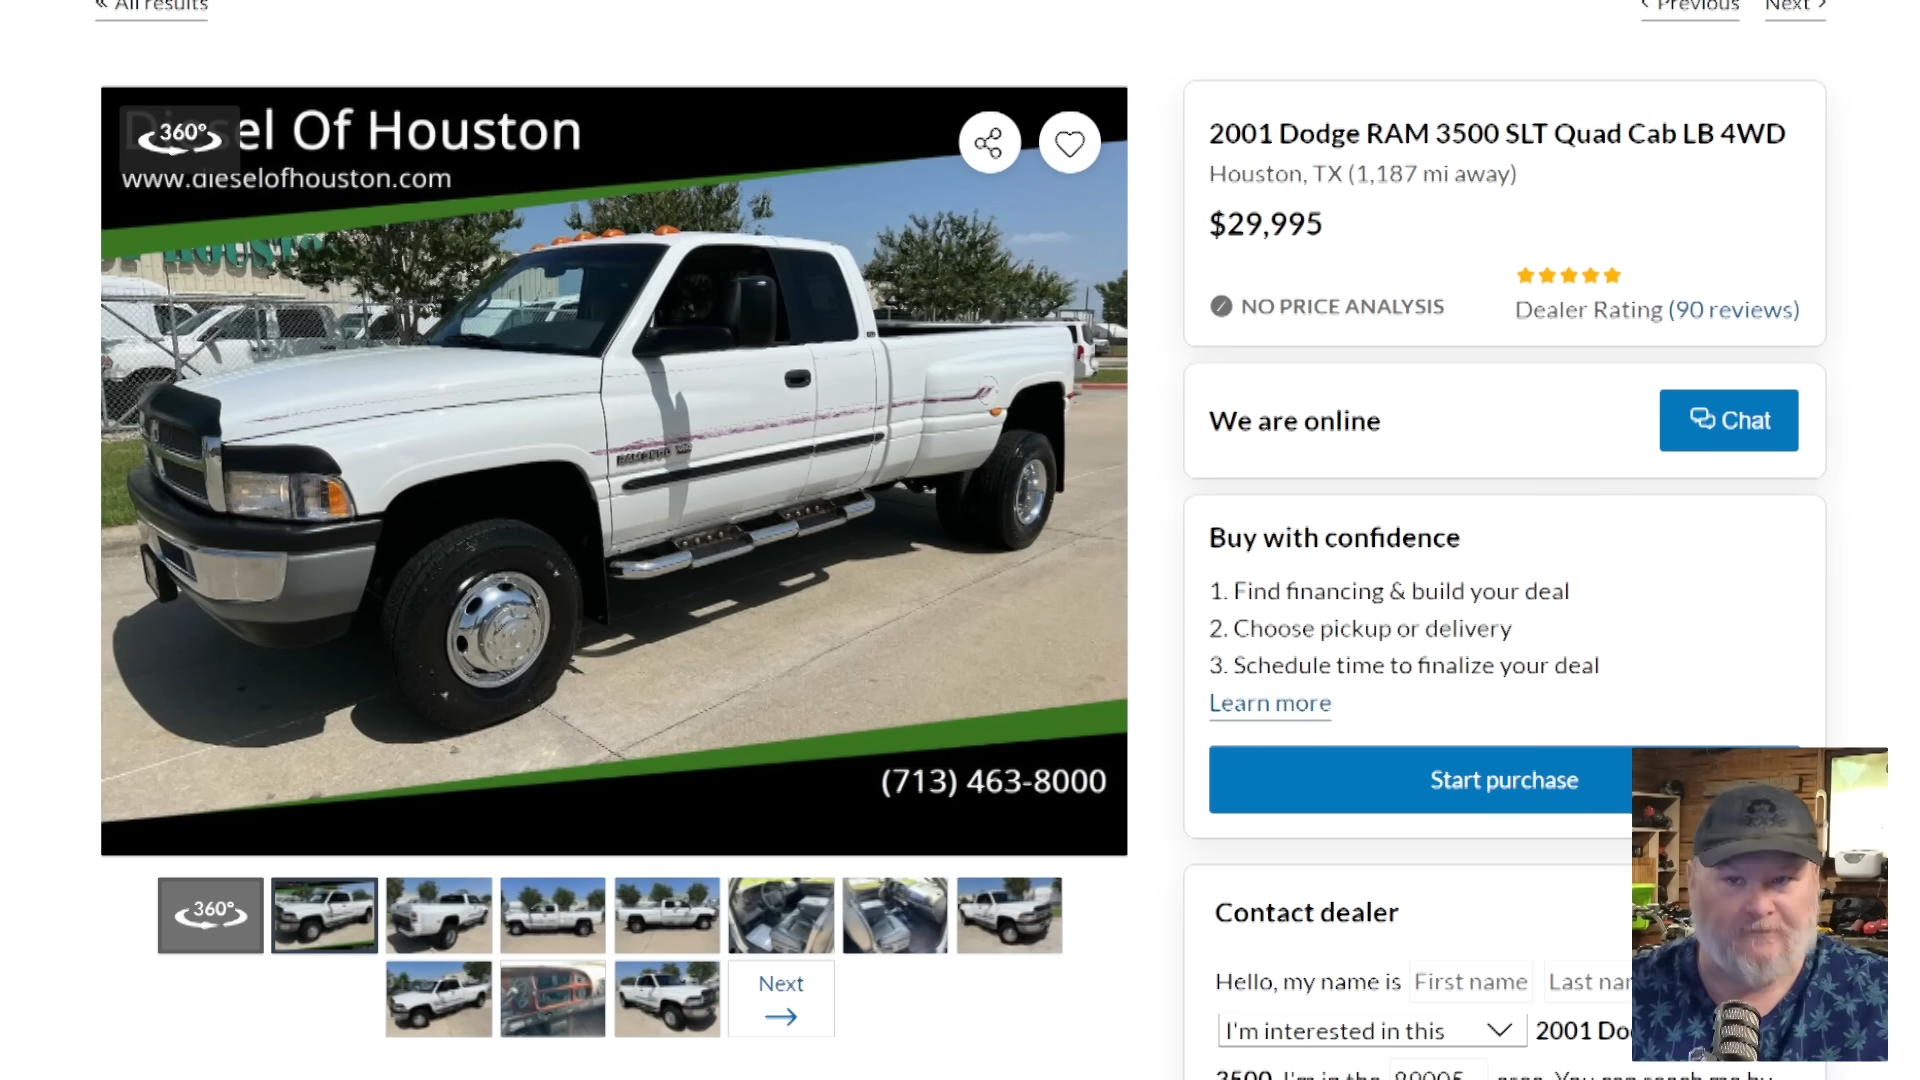 « All results
‹ Previous
Next ›
el Of Houston
www.dieselofhouston.com
360°
2001 Dodge RAM 3500 SLT Quad Cab LB 4WD
Houston, TX (1,187 mi away)
$29,995
NO PRICE ANALYSIS
Dealer Rating (90 reviews)
We are online
Chat
Buy with confidence
1. Find financing & build your deal
2. Choose pickup or delivery
3. Schedule time to finalize your deal
Learn more
Start purchase
(713) 463-8000
360°
Next
Contact dealer
Hello, my name is First name Last nam
I'm interested in this 2001 Do
3500. I'm in the